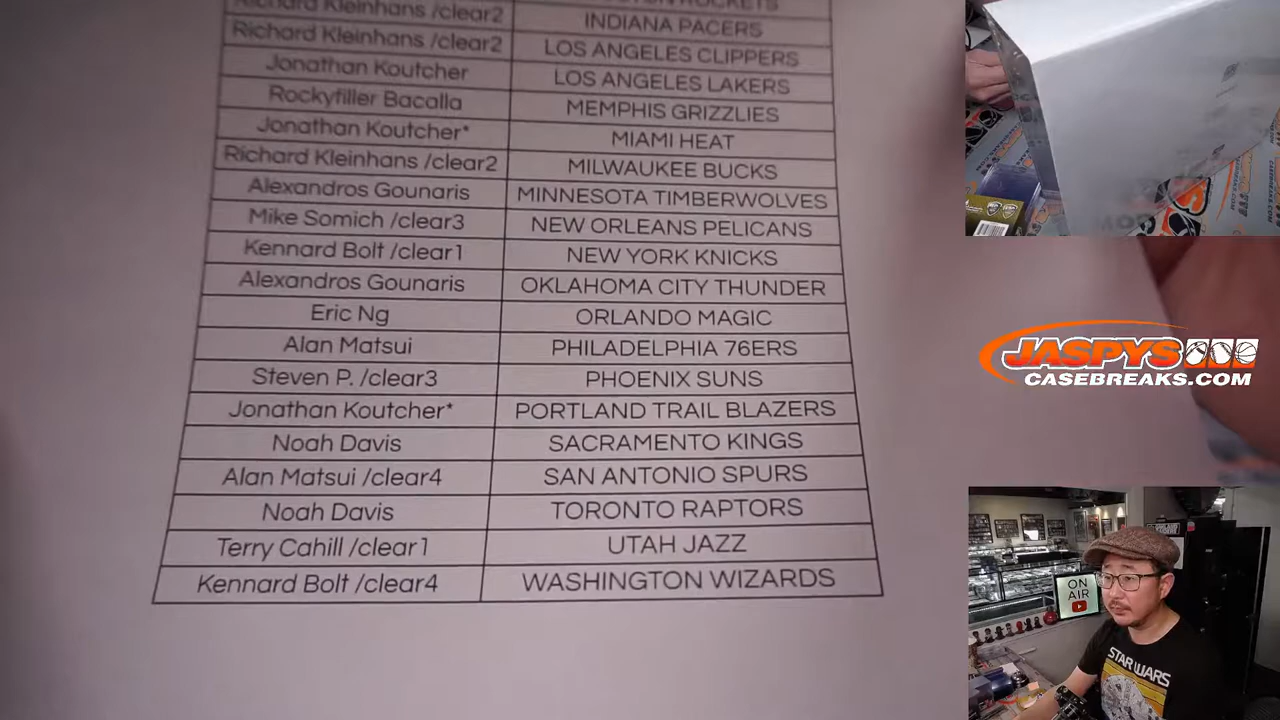 Richard Kleinhans /clear2 ROCKETS
Richard Kleinhans /clear2 INDIANA PACERS
Jonathan Koutcher LOS ANGELES CLIPPERS
Rockyfiller Bacalla LOS ANGELES LAKERS
Jonathan Koutcher* MEMPHIS GRIZZLIES
Richard Kleinhans /clear2 MIAMI HEAT
Alexandros Gounaris MILWAUKEE BUCKS
Mike Somich /clear3 MINNESOTA TIMBERWOLVES
Kennard Bolt /clear1 NEW ORLEANS PELICANS
Alexandros Gounaris NEW YORK KNICKS
OKLAHOMA CITY THUNDER
Eric Ng ORLANDO MAGIC
Alan Matsui PHILADELPHIA 76ERS
Steven P. /clear3 PHOENIX SUNS
Jonathan Koutcher* PORTLAND TRAIL BLAZERS
Noah Davis SACRAMENTO KINGS
Alan Matsui /clear4 SAN ANTONIO SPURS
Noah Davis TORONTO RAPTORS
Terry Cahill /clear1 UTAH JAZZ
Kennard Bolt /clear4 WASHINGTON WIZARDS
JASPYS
CASEBREAKS.COM
ON
AIR
STAR WARS